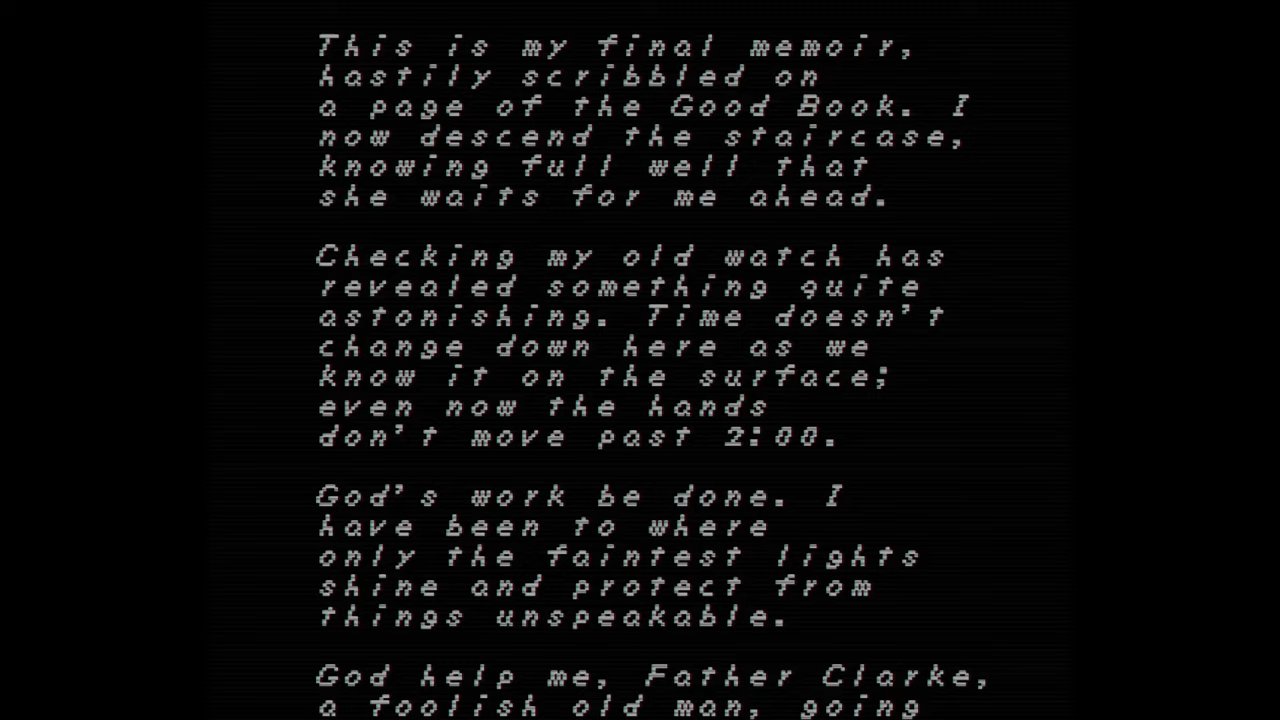 This is my final memoir,
hastily scribbled on
a page of the Good Book. I
now descend the staircase,
knowing full well that
she waits for me ahead.
Checking my old watch has
revealed something quite
astonishing. Time doesn't
change down here as we
know it on the surface;
even now the hands
don't move past 2:00.
God's work be done. I
have been to where
only the faintest lights
shine and protect from
things unspeakable.
God help me, Father Clarke,
a foolish old man, going